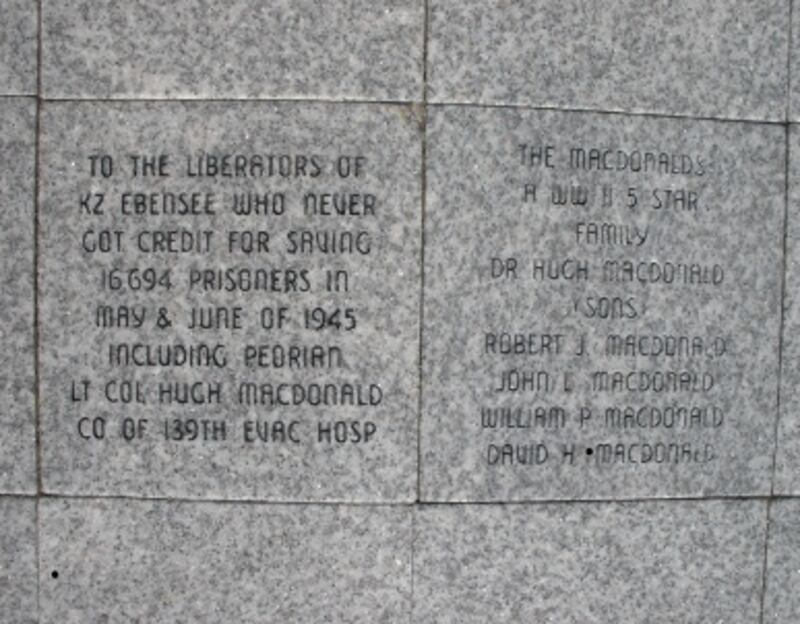 TO THE LIBERATORS OF
KZ EBENSEE WHO NEVER
GOT CREDIT FOR SAVING
16694 PRISONERS IN
MAY & JUNE OF 1945
INCLUDING PEORIAN
LT COL HUGH MACDONALD
CO OF 139TH EVAC HOSP
THE MACDONALDS
A WW II 5 STAR
FAMILY
DR HUGH MACDONALD
(SONS)
ROBERT J. MACDONALD
JOHN L MACDONALD
WILLIAM P MACDONALD
DAVID H MACDONALD